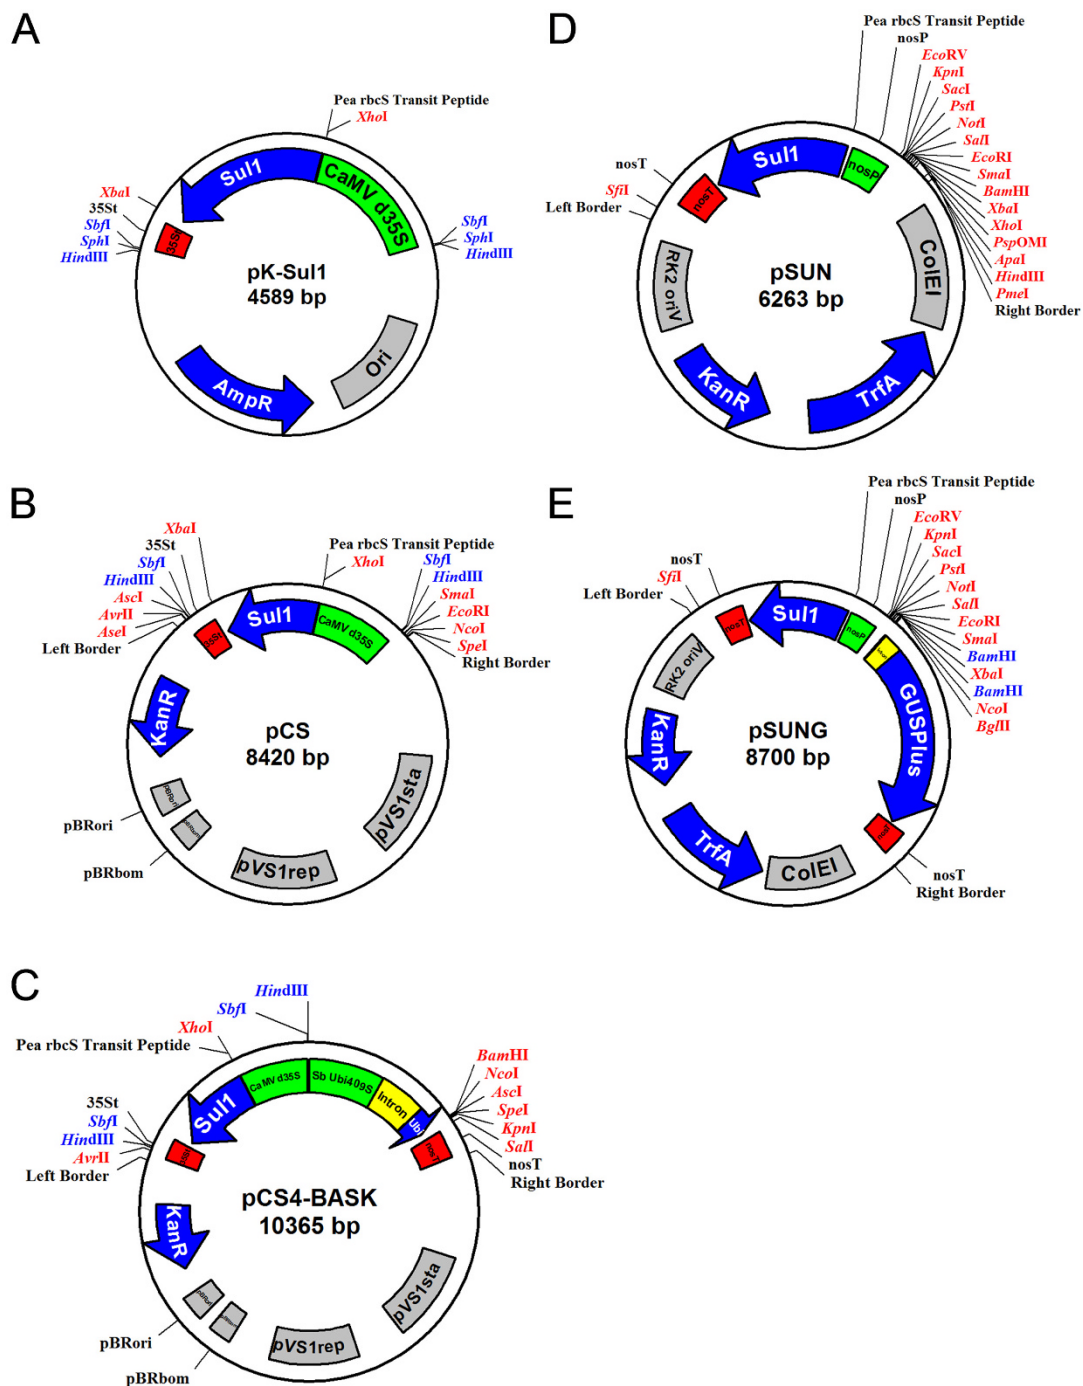 A
Pea rbcS Transit Peptide
XhoI
XbaI
35St
SbfI
SphI
HindIII
SbfI
SphI
HindIII
Sul1
CaMV d35S
35St
pK-Sul1
4589 bp
Ori
AmpR
B
XbaI
35St
SbfI
HindIII
AscI
AvrII
AseI
Left Border
Pea rbcS Transit Peptide
XhoI
SbfI
HindIII
SmaI
EcoRI
NcoI
SpeI
Right Border
Sul1
CaMV d35S
35St
KanR
pCS
8420 bp
pBRori
pBRbom
pBRori
pBRbom
pVS1rep
pVS1sta
C
HindIII
SbfI
XhoI
Pea rbcS Transit Peptide
35St
SbfI
HindIII
AvrII
Left Border
BamHI
NcoI
AscI
SpeI
KpnI
SalI
nosT
Right Border
Sul1
CaMV d35S
Sb Ubi409S
Intron
Ubi
nosT
35St
KanR
pCS4-BASK
10365 bp
pBRori
pBRori
pBRbom
pVS1rep
pVS1sta
D
Pea rbcS Transit Peptide
nosP
EcoRV
KpnI
SacI
PstI
NotI
SalI
EcoRI
SmaI
BamHI
XbaI
XhoI
PspOMI
ApaI
HindIII
PmeI
Right Border
nosT
SfiI
Left Border
Sul1
nosP
nosT
RK2 oriV
ColEI
pSUN
6263 bp
KanR
TrfA
E
Pea rbcS Transit Peptide
nosP
EcoRV
KpnI
SacI
PstI
NotI
SalI
EcoRI
SmaI
BamHI
XbaI
BamHI
NcoI
BglII
nosT
SfiI
Left Border
Sul1
nosP
nosT
RK2 oriV
GUSPlus
KanR
pSUNG
8700 bp
TrfA
ColEI
nosT
nosT
Right Border